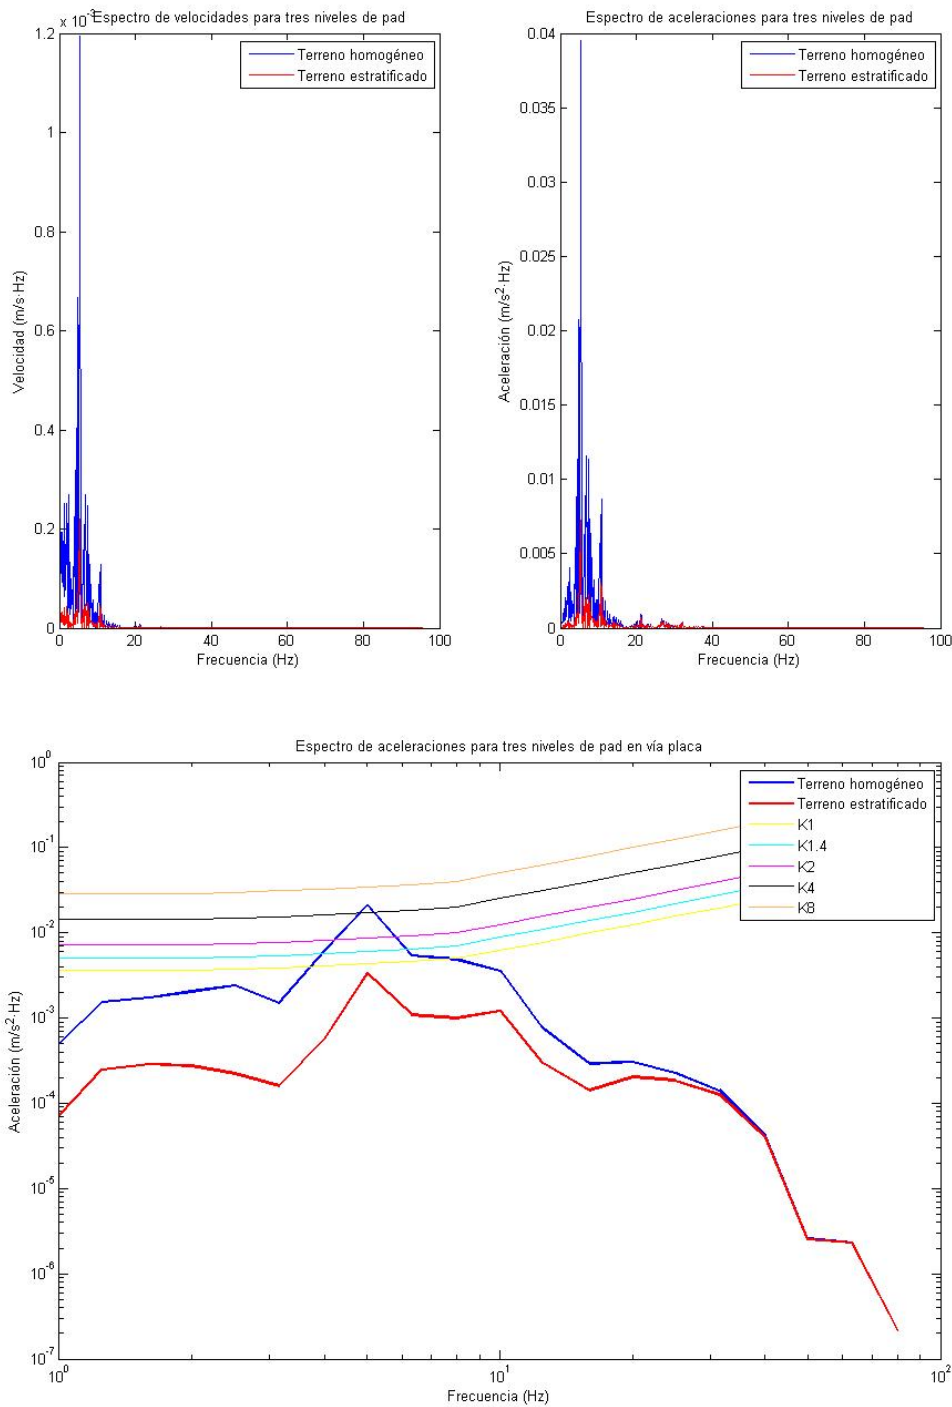 Espectro de velocidades para tres niveles de pad
x 10⁻³
1.2
1
0.8
0.6
0.4
0.2
0
0 20 40 60 80 100
Velocidad (m/s·Hz)
Frecuencia (Hz)
Terreno homogéneo
Terreno estratificado
Espectro de aceleraciones para tres niveles de pad
0.04
0.035
0.03
0.025
0.02
0.015
0.01
0.005
0
0 20 40 60 80 100
Aceleración (m/s²·Hz)
Frecuencia (Hz)
Terreno homogéneo
Terreno estratificado
Espectro de aceleraciones para tres niveles de pad en vía placa
10⁰
10⁻¹
10⁻²
10⁻³
10⁻⁴
10⁻⁵
10⁻⁶
10⁻⁷
10⁰ 10¹ 10²
Aceleración (m/s²·Hz)
Frecuencia (Hz)
Terreno homogéneo
Terreno estratificado
K1
K1.4
K2
K4
K8